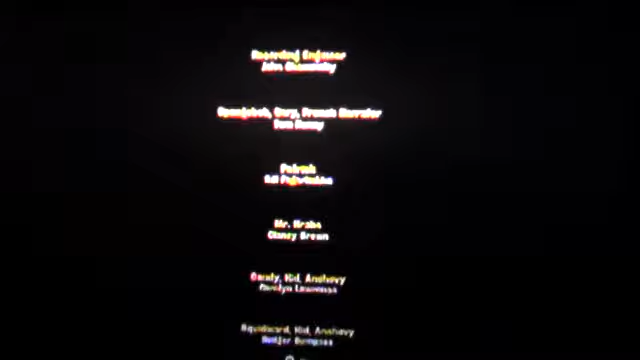 Recording Engineer
John
Spongebob, Gary, French Narrator
Tom Kenny
Patrick
Bill Fagerbakke
Mr. Krabs
Clancy Brown
Sandy, Kid, Anchovy
Carolyn Lawrence
Squidward, Kid, Anchovy
Rodger Bumpass